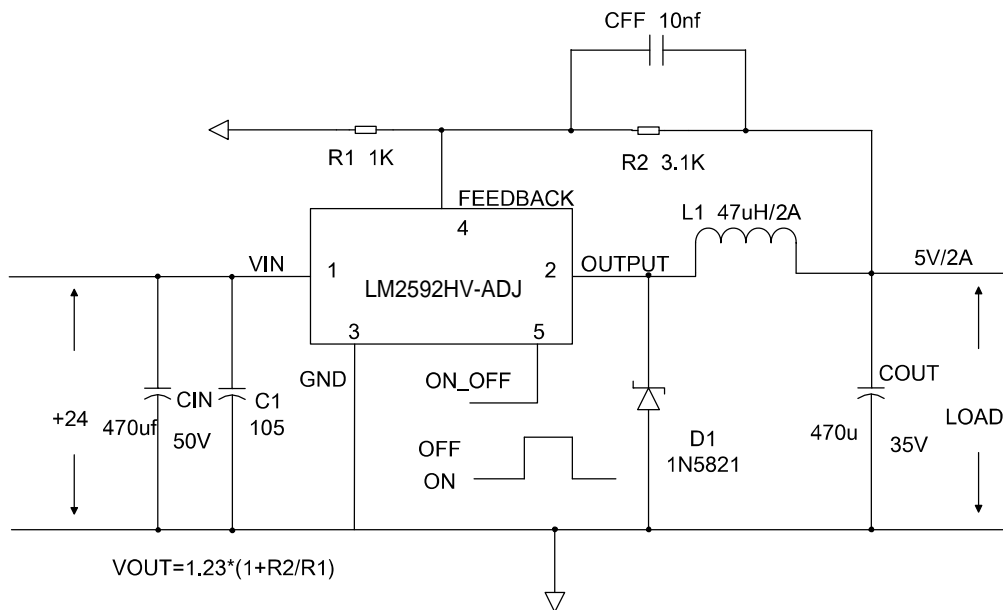 CFF 10nf
R1 1K
R2 3.1K
FEEDBACK
4
L1 47uH/2A
VIN
1
LM2592HV-ADJ
2
OUTPUT
5V/2A
3
5
GND
ON_OFF
+24
470uf
CIN
50V
C1
105
OFF
ON
D1
1N5821
COUT
470u
35V
LOAD
VOUT=1.23*(1+R2/R1)